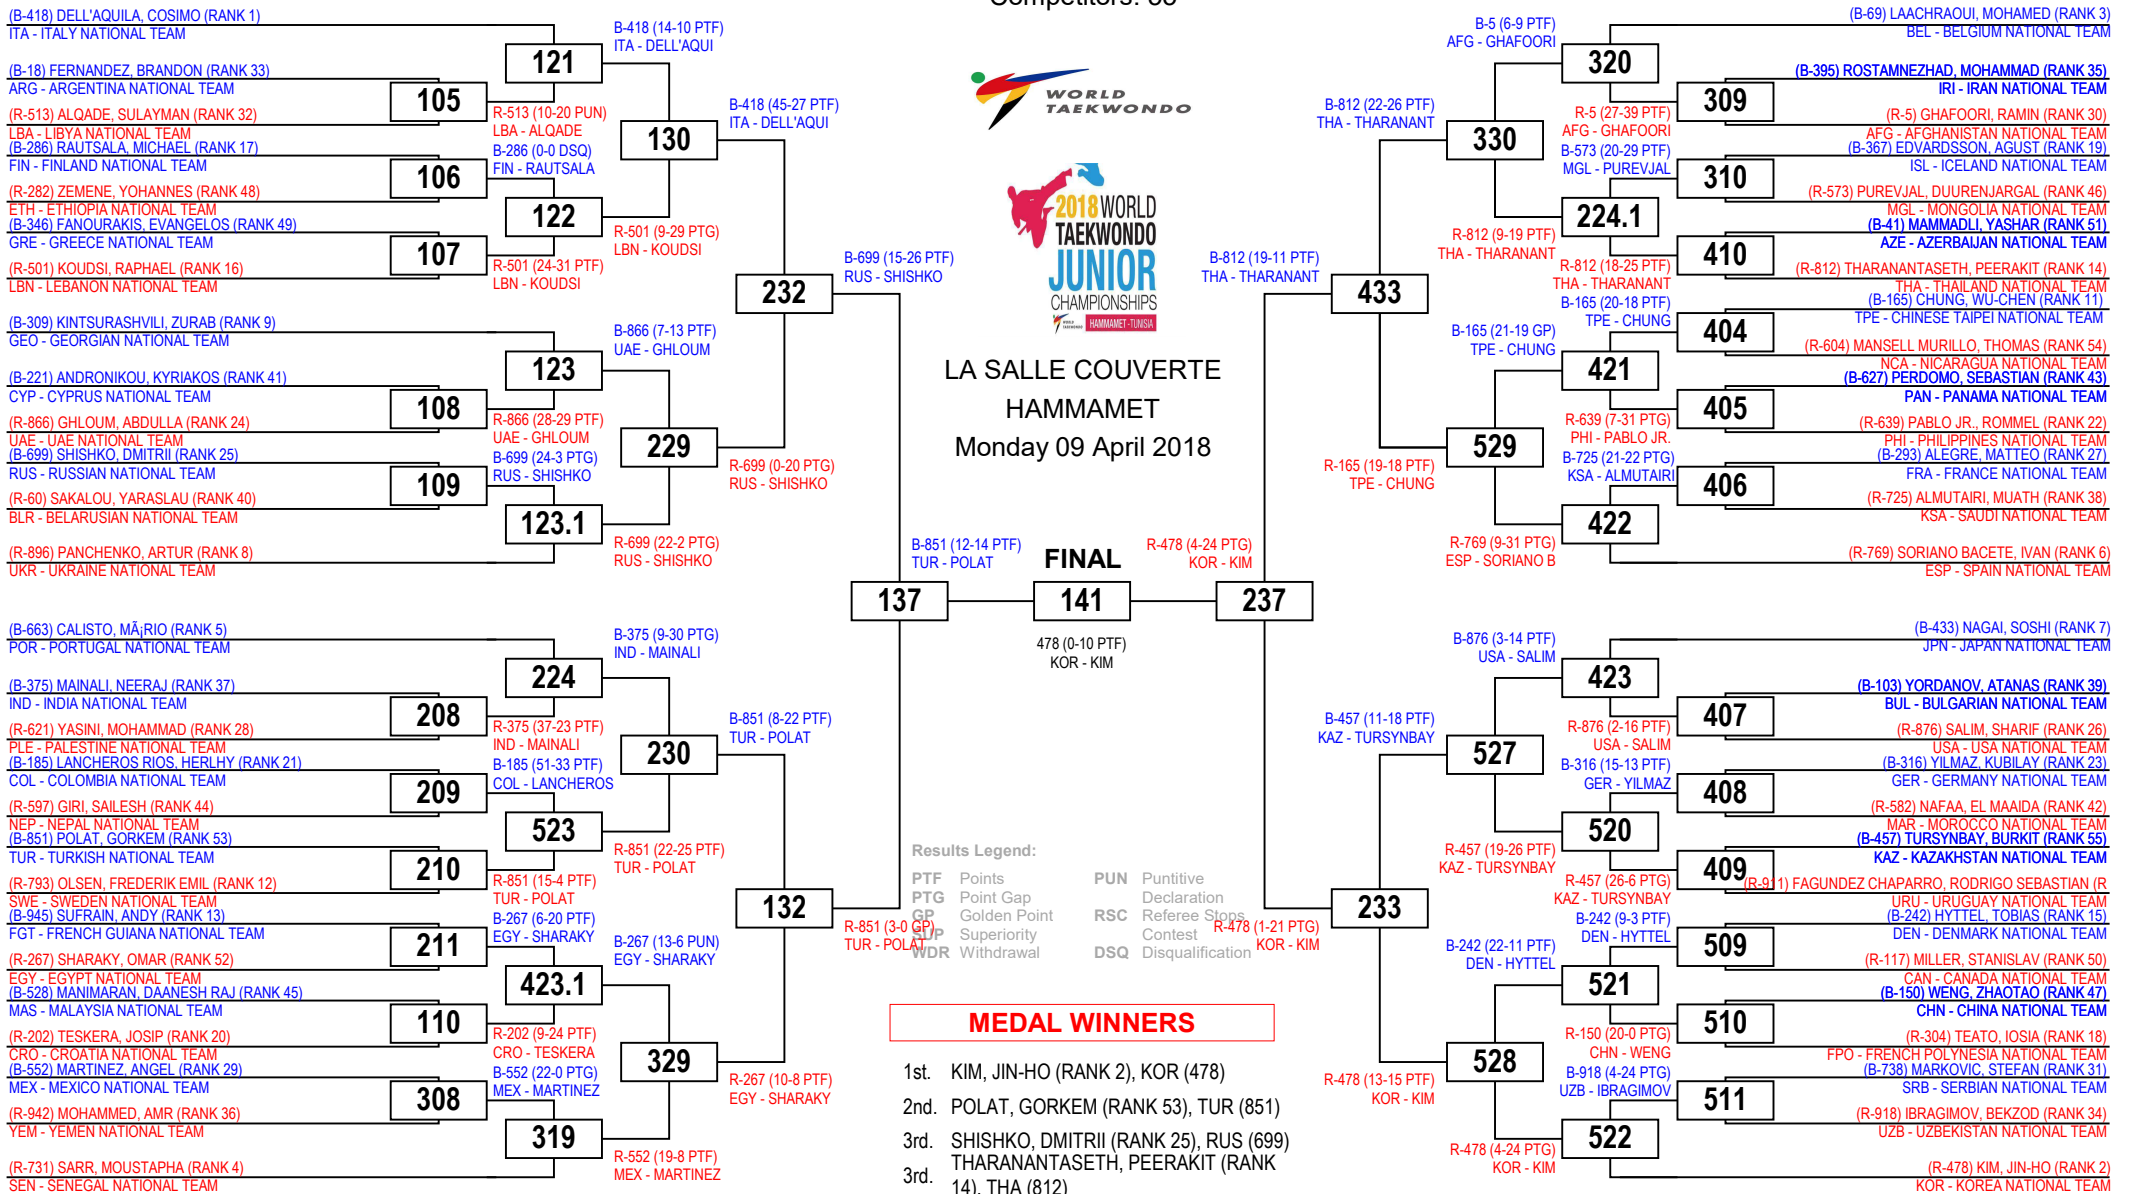 (B-418) DELL'AQUILA, COSIMO (RANK 1)
ITA - ITALY NATIONAL TEAM
(B-18) FERNANDEZ, BRANDON (RANK 33)
ARG - ARGENTINA NATIONAL TEAM
(R-513) ALQADE, SULAYMAN (RANK 32)
LBA - LIBYA NATIONAL TEAM
(B-286) RAUTSALA, MICHAEL (RANK 17)
FIN - FINLAND NATIONAL TEAM
(R-282) ZEMENE, YOHANNES (RANK 48)
ETH - ETHIOPIA NATIONAL TEAM
(B-346) FANOURAKIS, EVANGELOS (RANK 49)
GRE - GREECE NATIONAL TEAM
(R-501) KOUDSI, RAPHAEL (RANK 16)
LBN - LEBANON NATIONAL TEAM
(B-309) KINTSURASHVILI, ZURAB (RANK 9)
GEO - GEORGIAN NATIONAL TEAM
(B-221) ANDRONIKOU, KYRIAKOS (RANK 41)
CYP - CYPRUS NATIONAL TEAM
(R-866) GHLOUM, ABDULLA (RANK 24)
UAE - UAE NATIONAL TEAM
(B-699) SHISHKO, DMITRII (RANK 25)
RUS - RUSSIAN NATIONAL TEAM
(R-60) SAKALOU, YARASLAU (RANK 40)
BLR - BELARUSIAN NATIONAL TEAM
(R-896) PANCHENKO, ARTUR (RANK 8)
UKR - UKRAINE NATIONAL TEAM
(B-663) CALISTO, MÃ¡RIO (RANK 5)
POR - PORTUGAL NATIONAL TEAM
(B-375) MAINALI, NEERAJ (RANK 37)
IND - INDIA NATIONAL TEAM
(R-621) YASINI, MOHAMMAD (RANK 28)
PLE - PALESTINE NATIONAL TEAM
(B-185) LANCHEROS RIOS, HERLHY (RANK 21)
COL - COLOMBIA NATIONAL TEAM
(R-597) GIRI, SAILESH (RANK 44)
NEP - NEPAL NATIONAL TEAM
(B-851) POLAT, GORKEM (RANK 53)
TUR - TURKISH NATIONAL TEAM
(R-793) OLSEN, FREDERIK EMIL (RANK 12)
SWE - SWEDEN NATIONAL TEAM
(B-945) SUFRAIN, ANDY (RANK 13)
FGT - FRENCH GUIANA NATIONAL TEAM
(R-267) SHARAKY, OMAR (RANK 52)
EGY - EGYPT NATIONAL TEAM
(B-528) MANIMARAN, DAANESH RAJ (RANK 45)
MAS - MALAYSIA NATIONAL TEAM
(R-202) TESKERA, JOSIP (RANK 20)
CRO - CROATIA NATIONAL TEAM
(B-552) MARTINEZ, ANGEL (RANK 29)
MEX - MEXICO NATIONAL TEAM
(R-942) MOHAMMED, AMR (RANK 36)
YEM - YEMEN NATIONAL TEAM
(R-731) SARR, MOUSTAPHA (RANK 4)
SEN - SENEGAL NATIONAL TEAM
105
106
107
108
109
208
209
210
211
110
308
121
R-513 (10-20 PUN)
LBA - ALQADE
B-286 (0-0 DSQ)
FIN - RAUTSALA
122
R-501 (24-31 PTF)
LBN - KOUDSI
123
R-866 (28-29 PTF)
UAE - GHLOUM
B-699 (24-3 PTG)
RUS - SHISHKO
123.1
224
R-375 (37-23 PTF)
IND - MAINALI
B-185 (51-33 PTF)
COL - LANCHEROS
523
R-851 (15-4 PTF)
TUR - POLAT
B-267 (6-20 PTF)
EGY - SHARAKY
423.1
R-202 (9-24 PTF)
CRO - TESKERA
B-552 (22-0 PTG)
MEX - MARTINEZ
319
B-418 (14-10 PTF)
ITA - DELL'AQUI
130
R-501 (9-29 PTG)
LBN - KOUDSI
B-866 (7-13 PTF)
UAE - GHLOUM
229
R-699 (22-2 PTG)
RUS - SHISHKO
B-375 (9-30 PTG)
IND - MAINALI
230
R-851 (22-25 PTF)
TUR - POLAT
B-267 (13-6 PUN)
EGY - SHARAKY
329
R-552 (19-8 PTF)
MEX - MARTINEZ
B-418 (45-27 PTF)
ITA - DELL'AQUI
232
R-699 (0-20 PTG)
RUS - SHISHKO
B-851 (8-22 PTF)
TUR - POLAT
132
R-267 (10-8 PTF)
EGY - SHARAKY
B-699 (15-26 PTF)
RUS - SHISHKO
137
R-851 (3-0 GP)
TUR - POLAT
WORLD
TAEKWONDO
2018 WORLD
TAEKWONDO
JUNIOR
CHAMPIONSHIPS
HAMMAMET - TUNISIA
LA SALLE COUVERTE
HAMMAMET
Monday 09 April 2018
B-851 (12-14 PTF)
TUR - POLAT
FINAL
R-478 (4-24 PTG)
KOR - KIM
141
478 (0-10 PTF)
KOR - KIM
Results Legend:
PTF Points
PTG Point Gap
GP Golden Point
SUP Superiority
WDR Withdrawal
PUN Puntitive
Declaration
RSC Referee Stops
Contest
DSQ Disqualification
MEDAL WINNERS
1st. KIM, JIN-HO (RANK 2), KOR (478)
2nd. POLAT, GORKEM (RANK 53), TUR (851)
3rd. SHISHKO, DMITRII (RANK 25), RUS (699)
3rd. THARANANTASETH, PEERAKIT (RANK
14), THA (812)
B-812 (19-11 PTF)
THA - THARANANT
237
R-478 (1-21 PTG)
KOR - KIM
B-812 (22-26 PTF)
THA - THARANANT
433
R-165 (19-18 PTF)
TPE - CHUNG
B-457 (11-18 PTF)
KAZ - TURSYNBAY
233
R-478 (13-15 PTF)
KOR - KIM
B-5 (6-9 PTF)
AFG - GHAFOORI
330
R-812 (9-19 PTF)
THA - THARANANT
B-165 (21-19 GP)
TPE - CHUNG
529
R-769 (9-31 PTG)
ESP - SORIANO B
B-876 (3-14 PTF)
USA - SALIM
527
R-457 (19-26 PTF)
KAZ - TURSYNBAY
B-242 (22-11 PTF)
DEN - HYTTEL
528
R-478 (4-24 PTG)
KOR - KIM
320
R-5 (27-39 PTF)
AFG - GHAFOORI
B-573 (20-29 PTF)
MGL - PUREVJAL
224.1
R-812 (18-25 PTF)
THA - THARANANT
B-165 (20-18 PTF)
TPE - CHUNG
421
R-639 (7-31 PTG)
PHI - PABLO JR.
B-725 (21-22 PTG)
KSA - ALMUTAIRI
422
423
R-876 (2-16 PTF)
USA - SALIM
B-316 (15-13 PTF)
GER - YILMAZ
520
R-457 (26-6 PTG)
KAZ - TURSYNBAY
B-242 (9-3 PTF)
DEN - HYTTEL
521
R-150 (20-0 PTG)
CHN - WENG
B-918 (4-24 PTG)
UZB - IBRAGIMOV
522
309
310
410
404
405
406
407
408
409
509
510
511
(B-69) LAACHRAOUI, MOHAMED (RANK 3)
BEL - BELGIUM NATIONAL TEAM
(B-395) ROSTAMNEZHAD, MOHAMMAD (RANK 35)
IRI - IRAN NATIONAL TEAM
(R-5) GHAFOORI, RAMIN (RANK 30)
AFG - AFGHANISTAN NATIONAL TEAM
(B-367) EDVARDSSON, AGUST (RANK 19)
ISL - ICELAND NATIONAL TEAM
(R-573) PUREVJAL, DUURENJARGAL (RANK 46)
MGL - MONGOLIA NATIONAL TEAM
(B-41) MAMMADLI, YASHAR (RANK 51)
AZE - AZERBAIJAN NATIONAL TEAM
(R-812) THARANANTASETH, PEERAKIT (RANK 14)
THA - THAILAND NATIONAL TEAM
(B-165) CHUNG, WU-CHEN (RANK 11)
TPE - CHINESE TAIPEI NATIONAL TEAM
(R-604) MANSELL MURILLO, THOMAS (RANK 54)
NCA - NICARAGUA NATIONAL TEAM
(B-627) PERDOMO, SEBASTIAN (RANK 43)
PAN - PANAMA NATIONAL TEAM
(R-639) PABLO JR., ROMMEL (RANK 22)
PHI - PHILIPPINES NATIONAL TEAM
(B-293) ALEGRE, MATTEO (RANK 27)
FRA - FRANCE NATIONAL TEAM
(R-725) ALMUTAIRI, MUATH (RANK 38)
KSA - SAUDI NATIONAL TEAM
(R-769) SORIANO BACETE, IVAN (RANK 6)
ESP - SPAIN NATIONAL TEAM
(B-433) NAGAI, SOSHI (RANK 7)
JPN - JAPAN NATIONAL TEAM
(B-103) YORDANOV, ATANAS (RANK 39)
BUL - BULGARIAN NATIONAL TEAM
(R-876) SALIM, SHARIF (RANK 26)
USA - USA NATIONAL TEAM
(B-316) YILMAZ, KUBILAY (RANK 23)
GER - GERMANY NATIONAL TEAM
(R-582) NAFAA, EL MAAIDA (RANK 42)
MAR - MOROCCO NATIONAL TEAM
(B-457) TURSYNBAY, BURKIT (RANK 55)
KAZ - KAZAKHSTAN NATIONAL TEAM
(R-911) FAGUNDEZ CHAPARRO, RODRIGO SEBASTIAN (R
URU - URUGUAY NATIONAL TEAM
(B-242) HYTTEL, TOBIAS (RANK 15)
DEN - DENMARK NATIONAL TEAM
(R-117) MILLER, STANISLAV (RANK 50)
CAN - CANADA NATIONAL TEAM
(B-150) WENG, ZHAOTAO (RANK 47)
CHN - CHINA NATIONAL TEAM
(R-304) TEATO, IOSIA (RANK 18)
FPO - FRENCH POLYNESIA NATIONAL TEAM
(B-738) MARKOVIC, STEFAN (RANK 31)
SRB - SERBIAN NATIONAL TEAM
(R-918) IBRAGIMOV, BEKZOD (RANK 34)
UZB - UZBEKISTAN NATIONAL TEAM
(R-478) KIM, JIN-HO (RANK 2)
KOR - KOREA NATIONAL TEAM